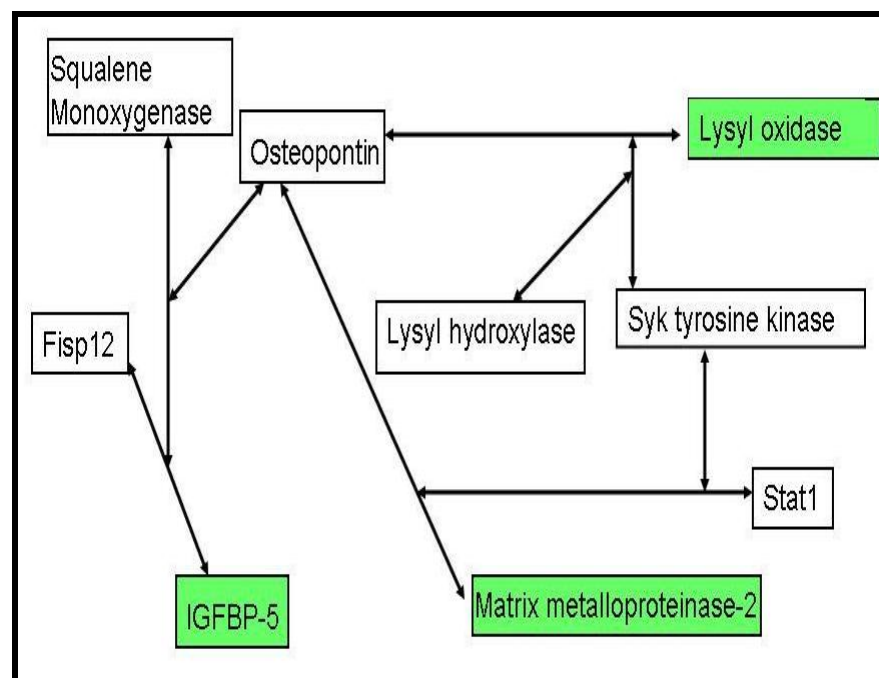 Squalene
Monoxygenase
Osteopontin
Lysyl oxidase
Lysyl hydroxylase
Syk tyrosine kinase
Fisp12
Stat1
IGFBP-5
Matrix metalloproteinase-2